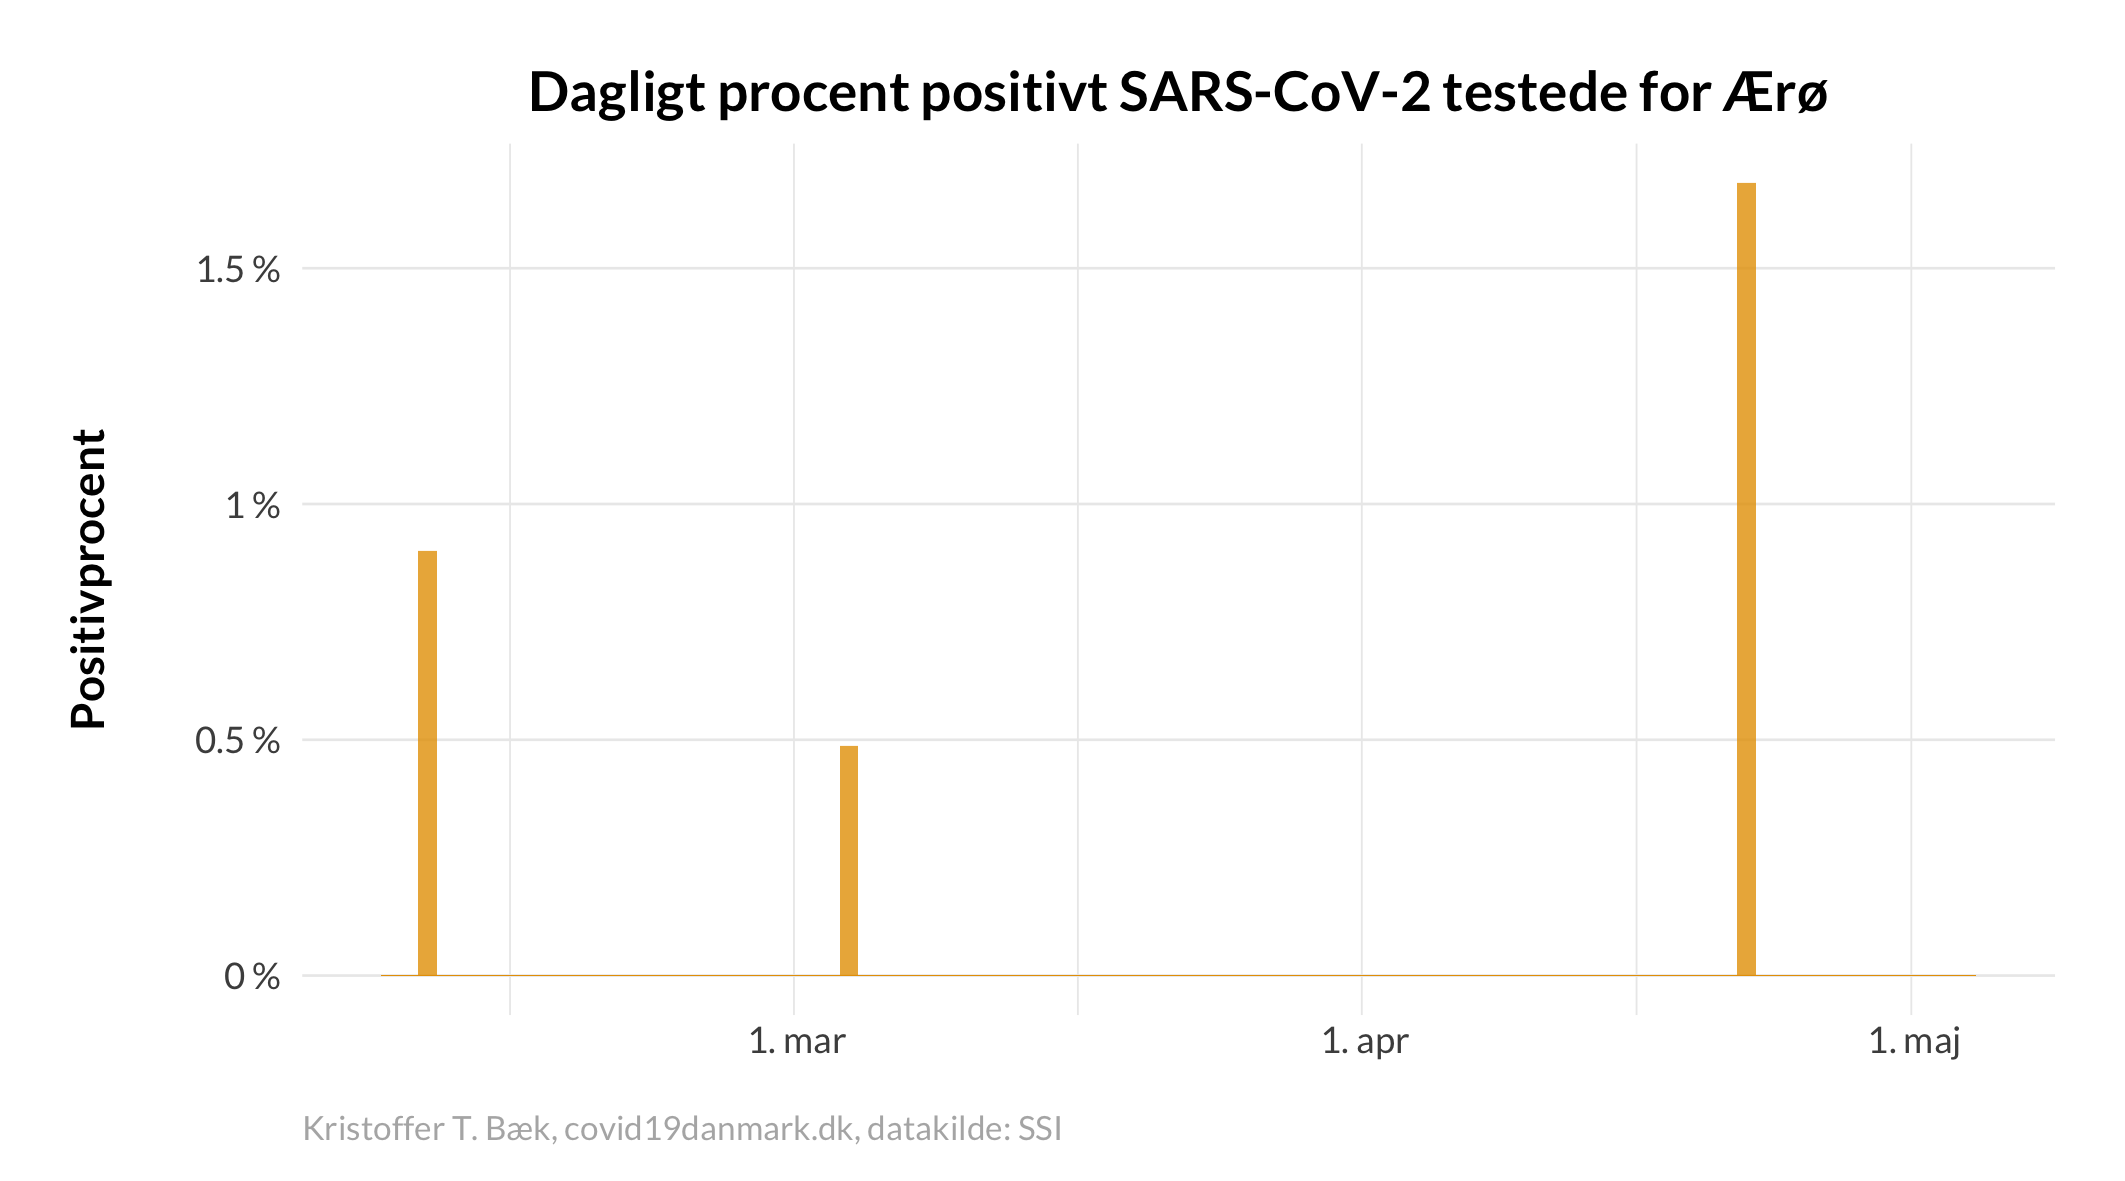 Dagligt procent positivt SARS-CoV-2 testede for Ærø
Positivprocent
1.5 %
1 %
0.5 %
0 %
1. mar
1. apr
1. maj
Kristoffer T. Bæk, covid19danmark.dk, datakilde: SSI